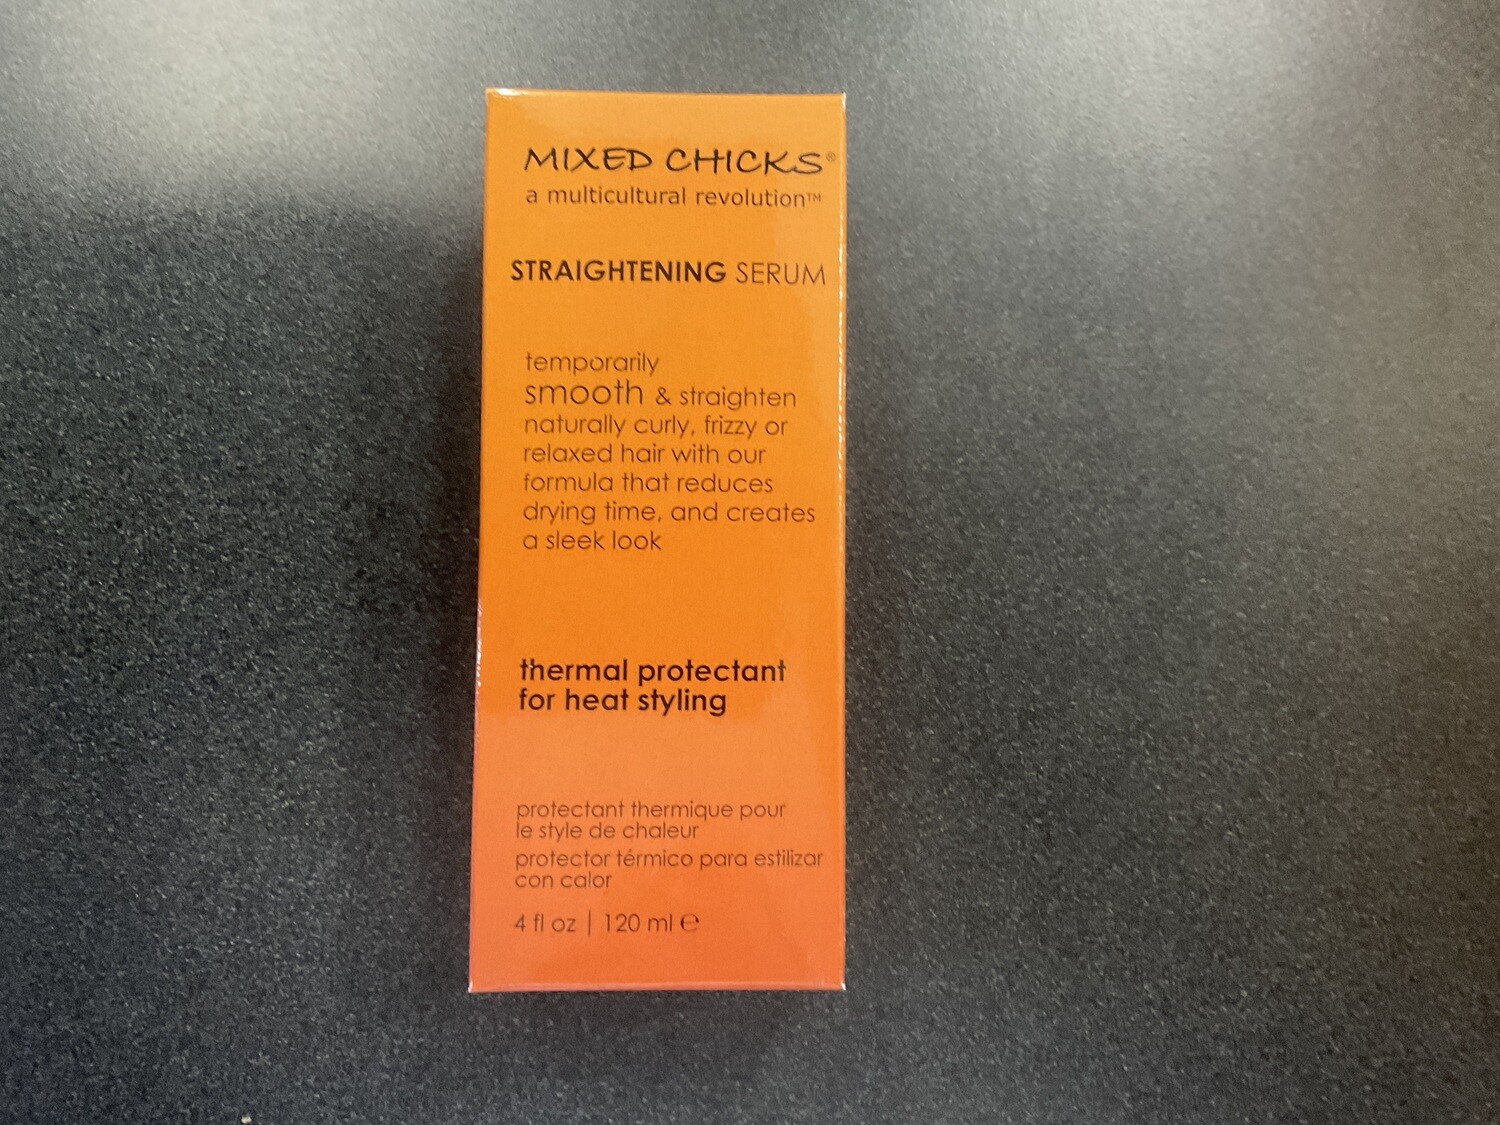 MIXED CHICKS®
a multicultural revolution™
STRAIGHTENING SERUM
temporarily
smooth & straighten
naturally curly, frizzy or
relaxed hair with our
formula that reduces
drying time, and creates
a sleek look
thermal protectant
for heat styling
protectant thermique pour
le style de chaleur
protector térmico para estilizar
con calor
4 fl oz | 120 ml ℮